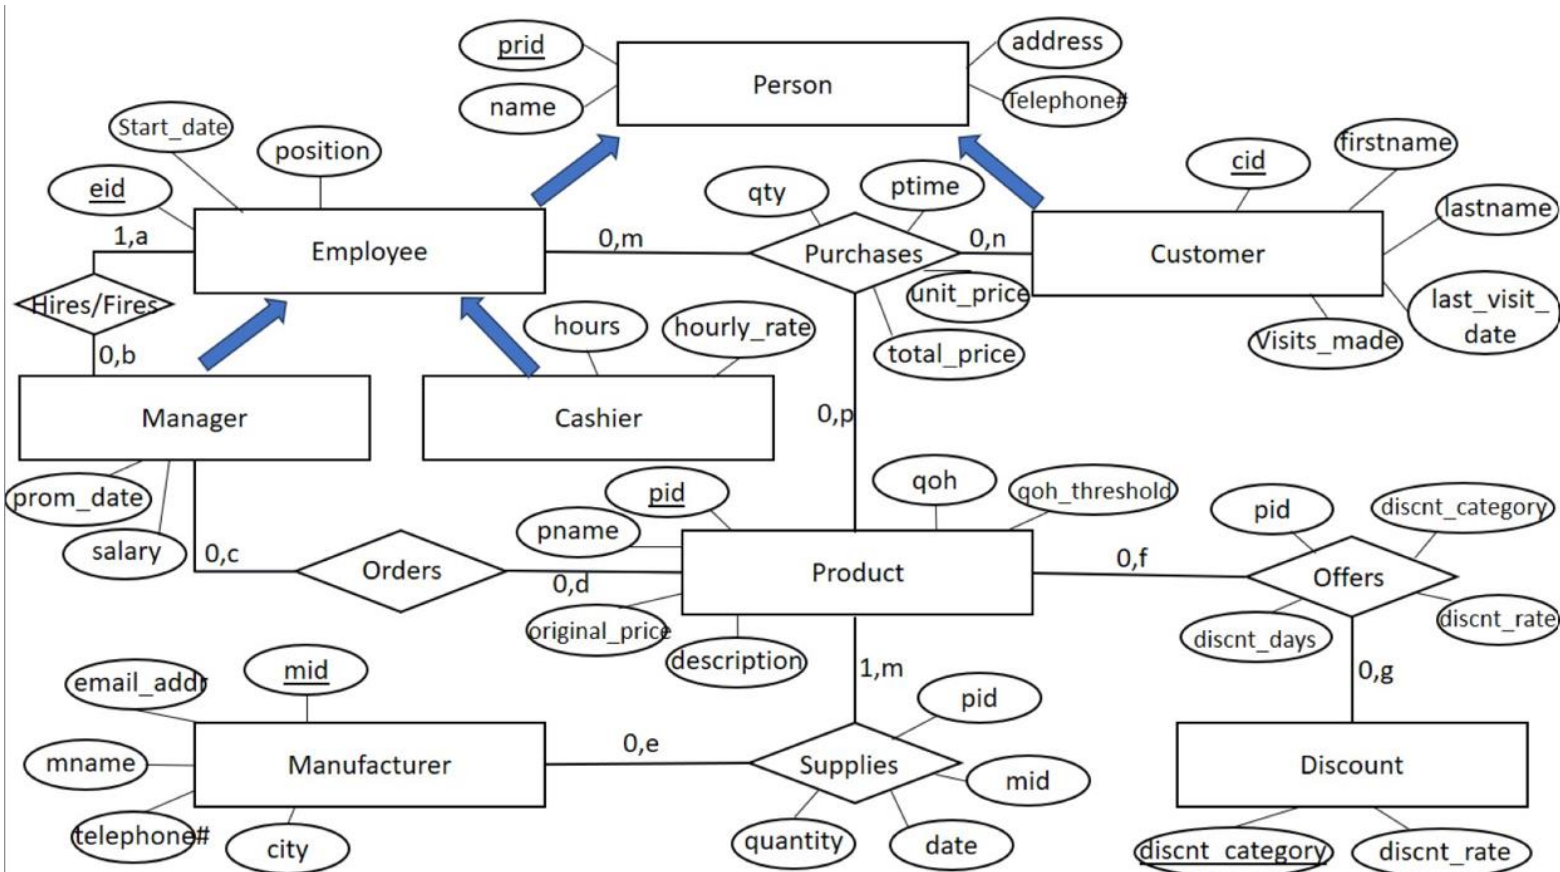 prid
address
Person
name
Telephone#
Start_date
position
firstname
cid
qty
ptime
eid
lastname
1,a
Employee
0,m
Purchases
0,n
Customer
Hires/Fires
unit_price
last_visit_
date
hours
hourly_rate
0,b
total_price
Visits_made
Manager
Cashier
0,p
prom_date
pid
qoh
qoh_threshold
pid
discnt_category
pname
salary
0,c
Orders
0,d
Product
0,f
Offers
original_price
description
discnt_days
discnt_rate
email_addr
mid
1,m
0,g
pid
mname
Manufacturer
0,e
Supplies
mid
Discount
telephone#
city
quantity
date
discnt_category
discnt_rate